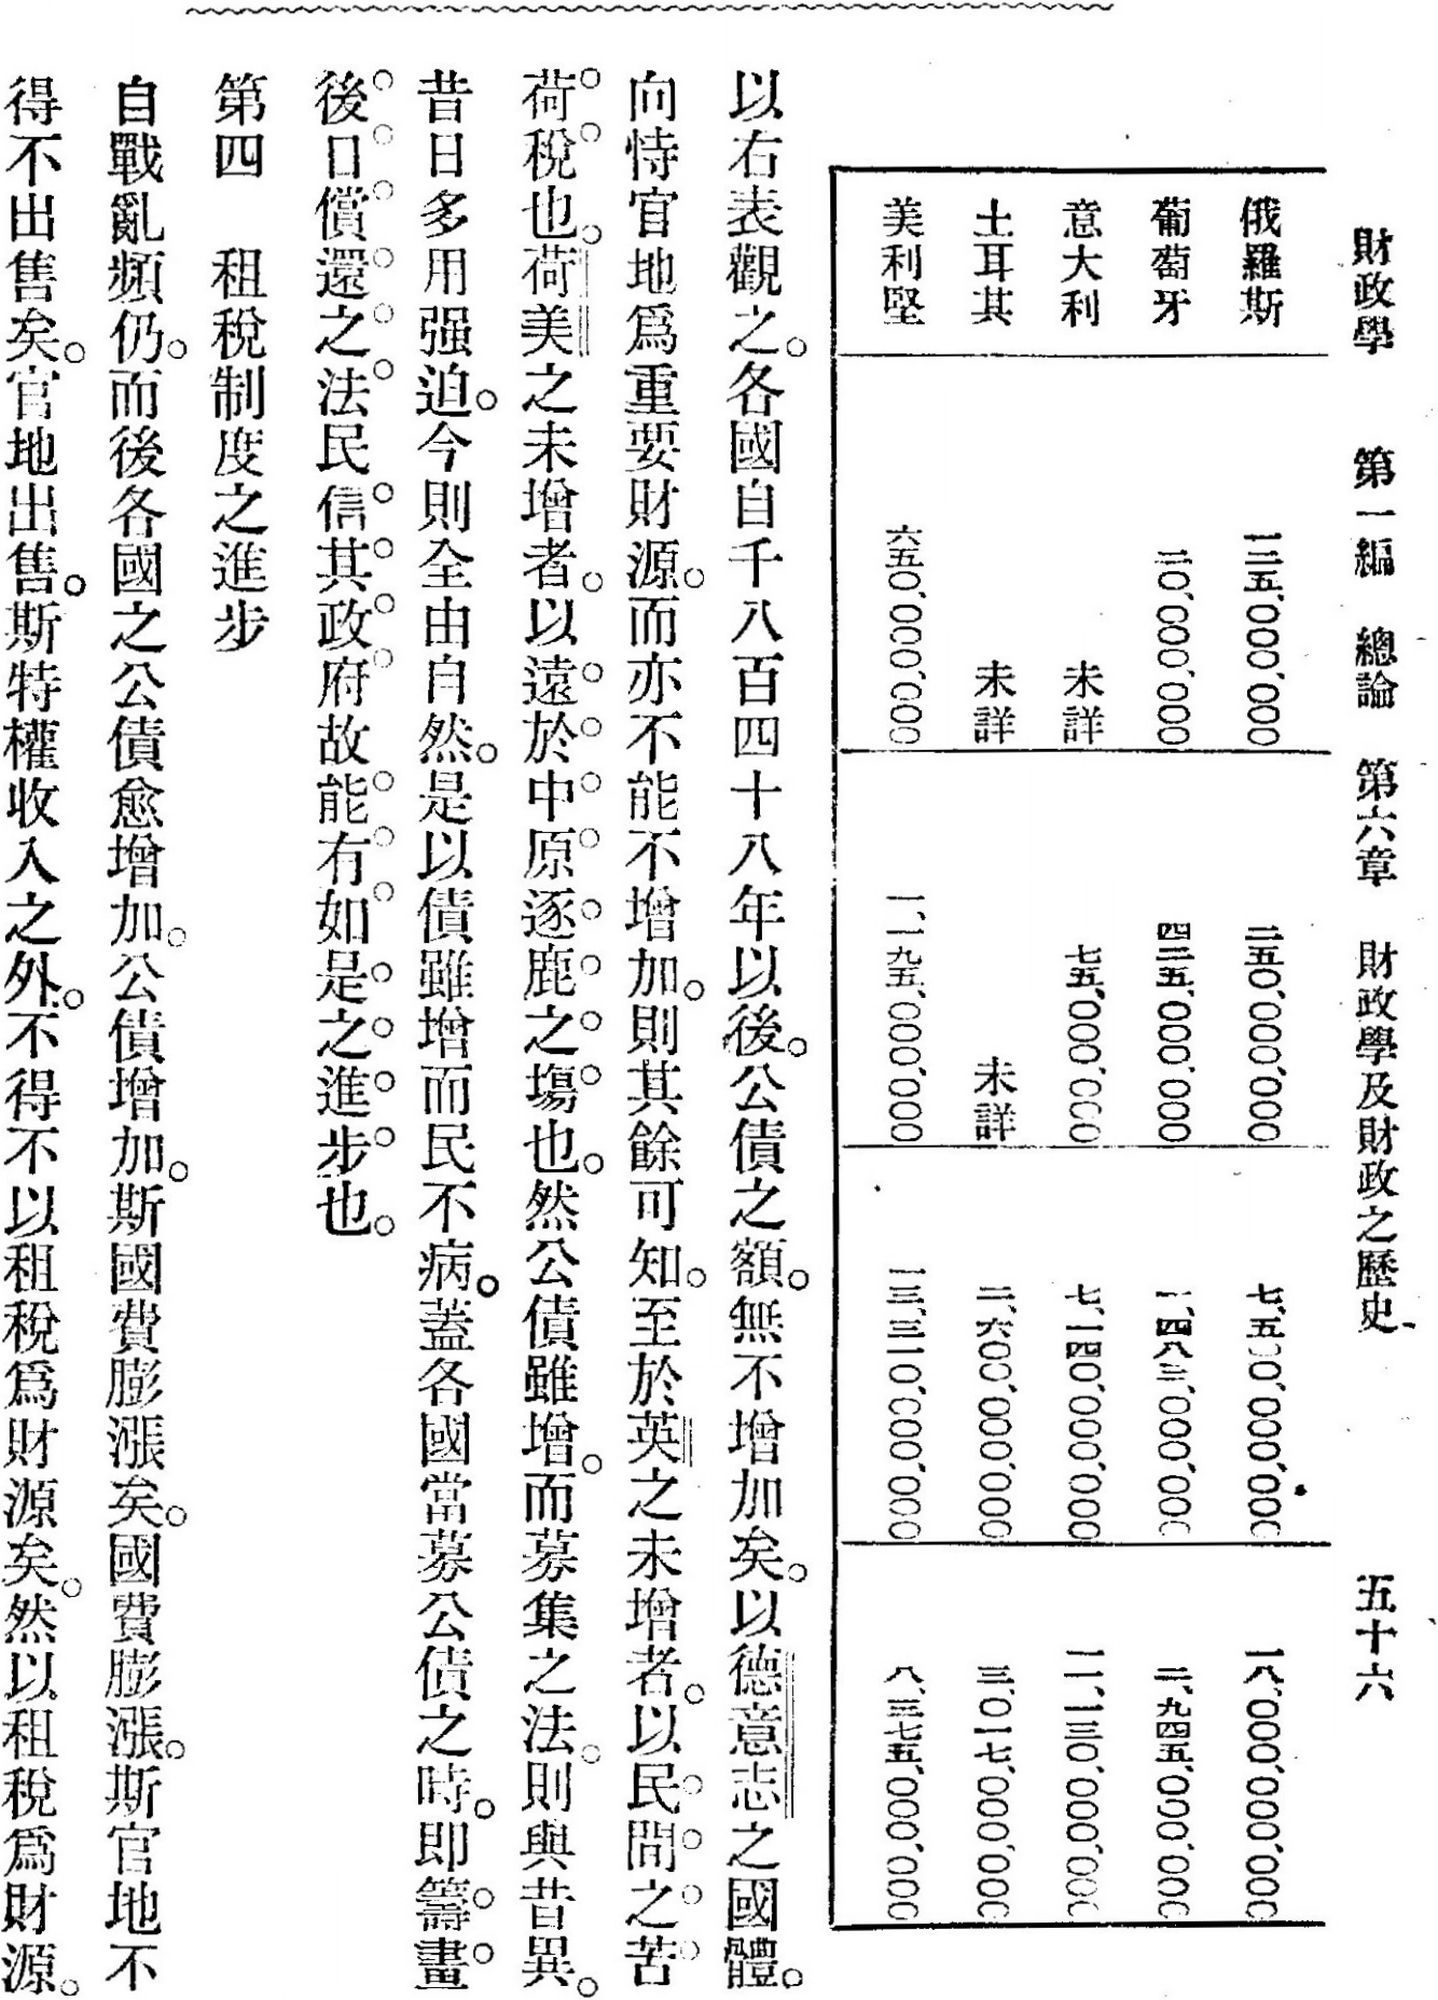 財政學　第一編　總論　第六章　財政學及財政之歷史　五十六
俄羅斯　一二五、〇〇〇、〇〇〇　二五〇、〇〇〇、〇〇〇　七、五〇〇、〇〇〇、〇〇〇　一八、〇〇〇、〇〇〇、〇〇〇
葡萄牙　二〇、〇〇〇、〇〇〇　四二五、〇〇〇、〇〇〇　一、四八三、〇〇〇、〇〇〇　二、九四五、〇〇〇、〇〇〇
意大利　未詳　七五、〇〇〇、〇〇〇　七、一四〇、〇〇〇、〇〇〇　一一、一三〇、〇〇〇、〇〇〇
土耳其　未詳　未詳　二、六〇〇、〇〇〇、〇〇〇　三、〇一七、〇〇〇、〇〇〇
美利堅　六五〇、〇〇〇、〇〇〇　一、一九五、〇〇〇、〇〇〇　一三、三一〇、〇〇〇、〇〇〇　八、三七五、〇〇〇、〇〇〇
以右表觀之。各國自千八百四十八年以後。公債之額。無不增加矣。以德意志之國體。
向恃官地爲重要財源。而亦不能不增加。則其餘可知。至於英之未增者。以民間之苦
荷稅也。荷美之未增者。以遠於中原逐鹿之塲也。然公債雖增。而募集之法。則與昔異。
昔日多用强迫。今則全由自然。是以債雖增而民不病。蓋各國當募公債之時。即籌畫
後日償還之法民信其政府故能有如是之進步也。
第四　租稅制度之進步
自戰亂頻仍。而後各國之公債愈增加。公債增加。斯國費膨漲矣。國費膨漲。斯官地不
得不出售矣。官地出售。斯特權收入之外。不得不以租稅爲財源矣。然以租稅爲財源。